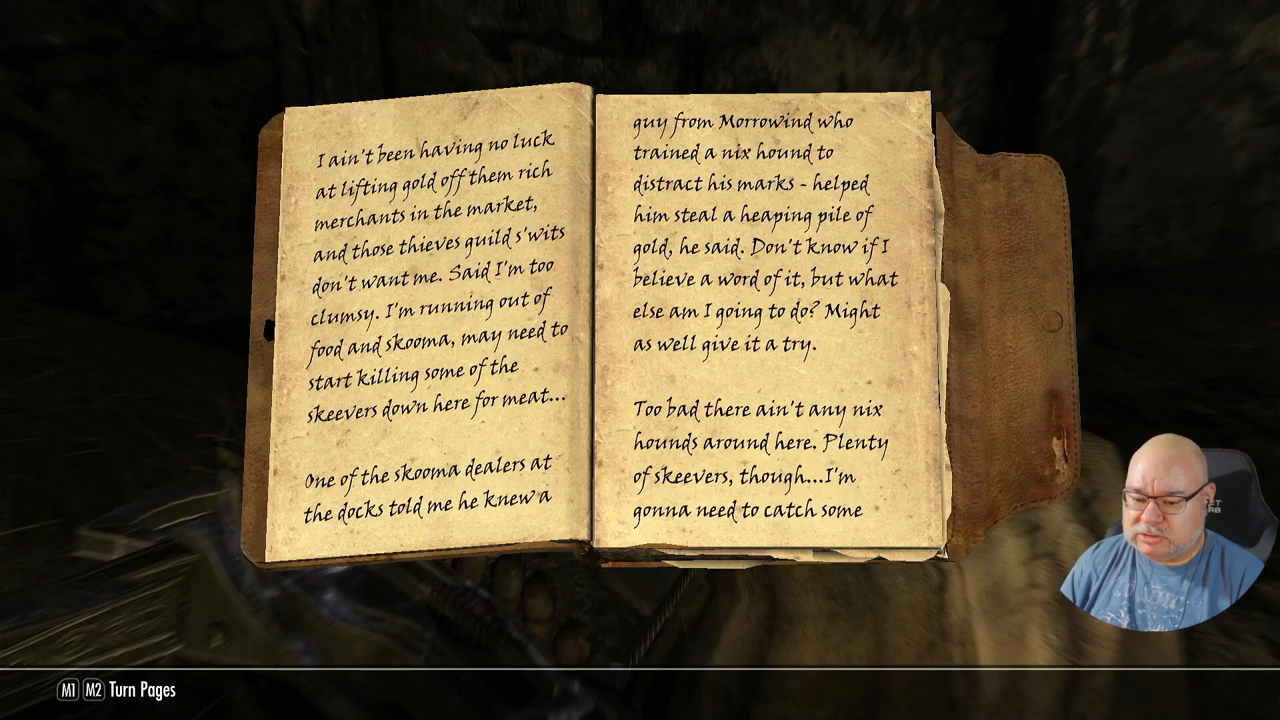 I ain't been having no luck
at lifting gold off them rich
merchants in the market,
and those thieves guild s'wits
don't want me. Said I'm too
clumsy. I'm running out of
food and skooma, may need to
start killing some of the
skeevers down here for meat...
One of the skooma dealers at
the docks told me he knew a
guy from Morrowind who
trained a nix hound to
distract his marks - helped
him steal a heaping pile of
gold, he said. Don't know if I
believe a word of it, but what
else am I going to do? Might
as well give it a try.
Too bad there ain't any nix
hounds around here. Plenty
of skeevers, though...I'm
gonna need to catch some
M1 M2 Turn Pages